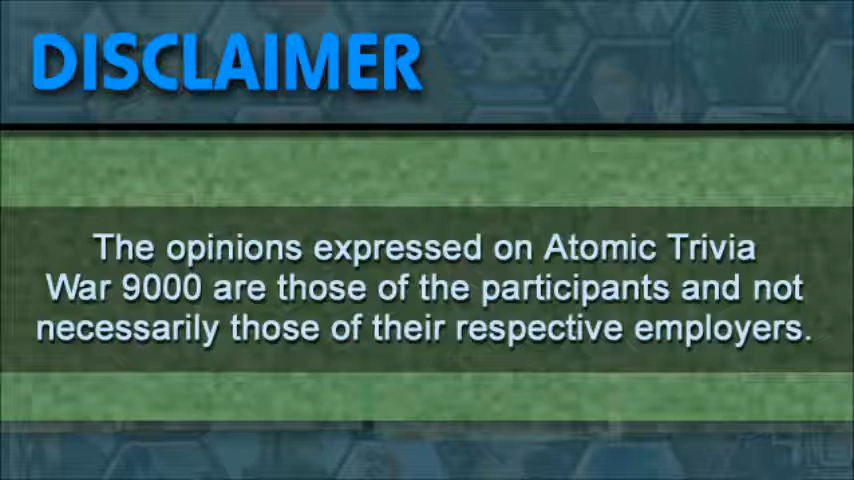 DISCLAIMER
The opinions expressed on Atomic Trivia
War 9000 are those of the participants and not
necessarily those of their respective employers.